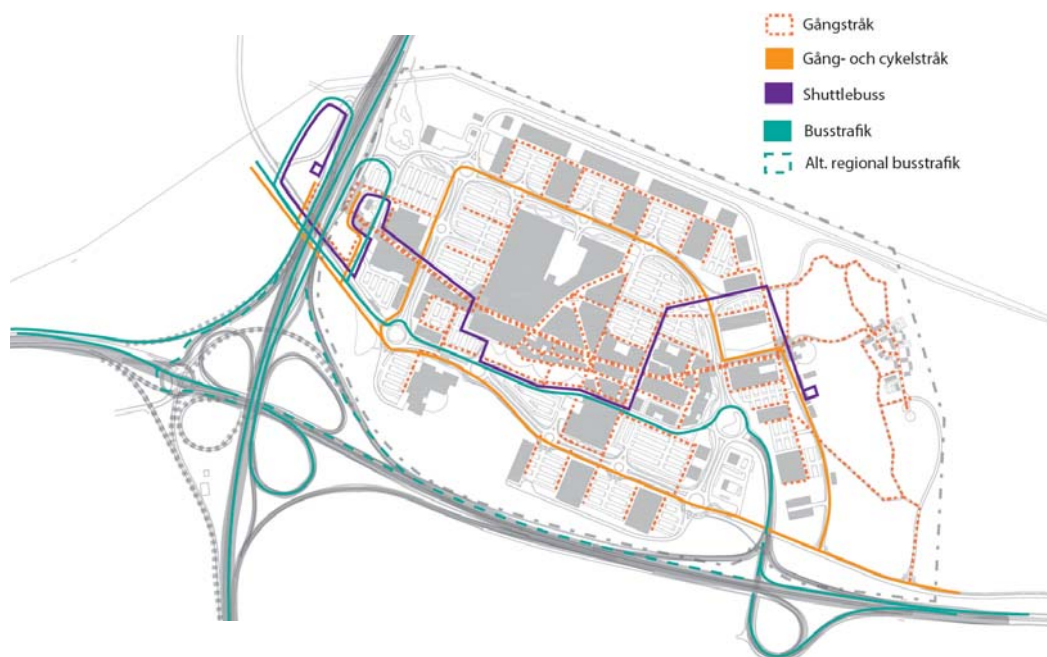 Gångstråk
Gång- och cykelstråk
Shuttlebuss
Busstrafik
Alt. regional busstrafik